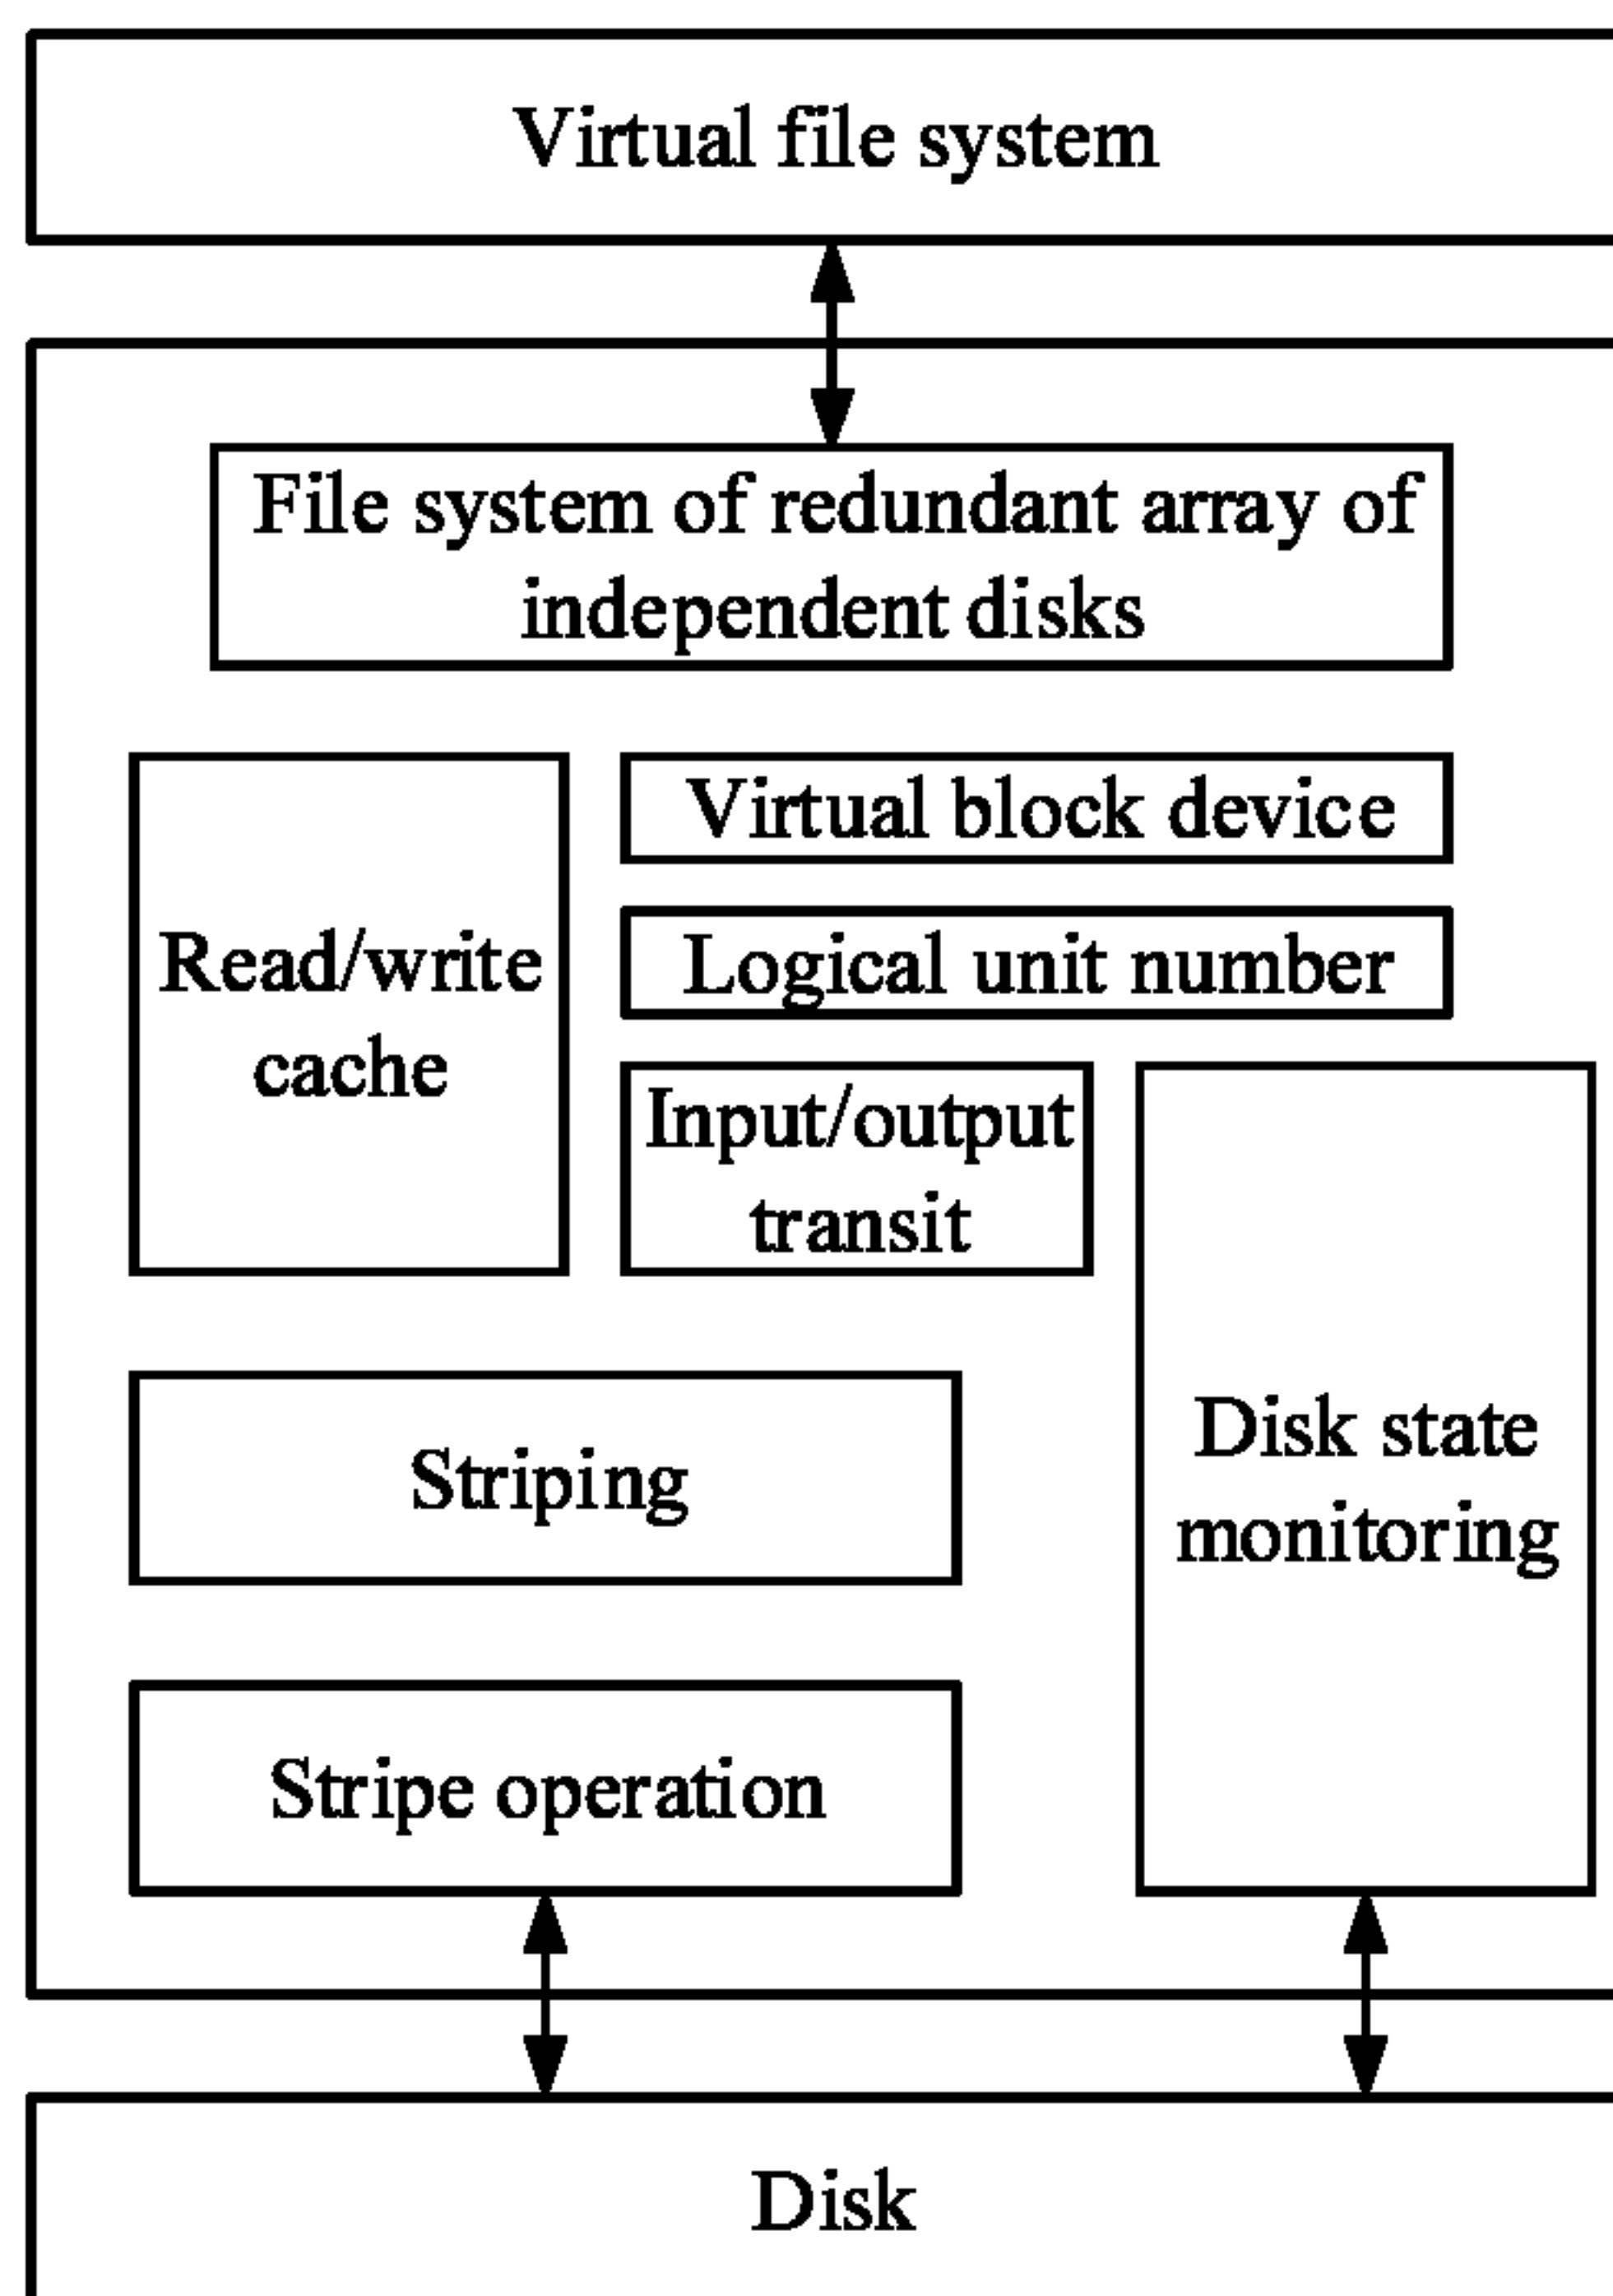 Virtual file system
File system of redundant array of
independent disks
Read/write
cache
Virtual block device
Logical unit number
Input/output
transit
Disk state
monitoring
Striping
Stripe operation
Disk